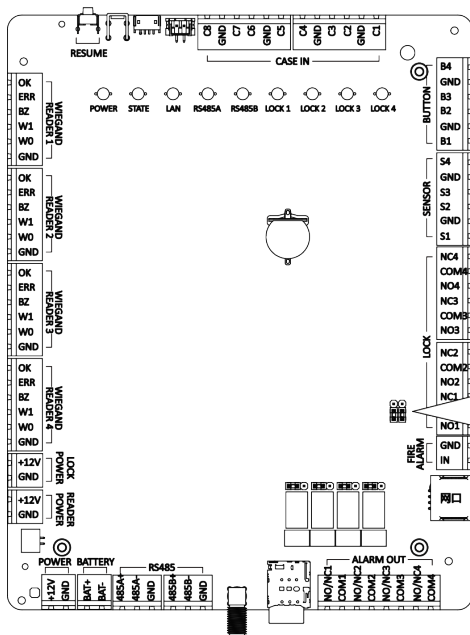 RESUME
C8
GND
C7
C6
GND
C5
C4
GND
C3
C2
GND
C1
CASE IN
POWER STATE LAN RS485A RS485B LOCK 1 LOCK 2 LOCK 3 LOCK 4
OK
ERR
BZ
W1
W0
GND
WIEGAND
READER 1
OK
ERR
BZ
W1
W0
GND
WIEGAND
READER 2
OK
ERR
BZ
W1
W0
GND
WIEGAND
READER 3
OK
ERR
BZ
W1
W0
GND
WIEGAND
READER 4
+12V
GND
LOCK
POWER
+12V
GND
READER
POWER
BUTTON
B4
GND
B3
B2
GND
B1
SENSOR
S4
GND
S3
S2
GND
S1
LOCK
NC4
COM4
NO4
NC3
COM3
NO3
NC2
COM2
NO2
NC1
NO1
FIRE
ALARM
GND
IN
网口
POWER BATTERY RS485
+12V
GND
BAT+
BAT-
485A+
485A-
GND
485B+
485B-
GND
ALARM OUT
NO/NC1
COM1
NO/NC2
COM2
NO/NC3
COM3
NO/NC4
COM4